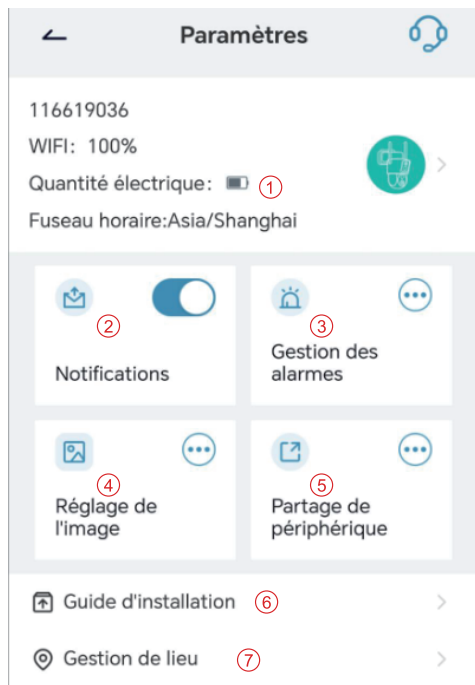 Paramètres
116619036
WIFI: 100%
Quantité électrique: ①
Fuseau horaire:Asia/Shanghai
②
Notifications
③
Gestion des
alarmes
④
Réglage de
l'image
⑤
Partage de
périphérique
Guide d'installation ⑥
Gestion de lieu ⑦